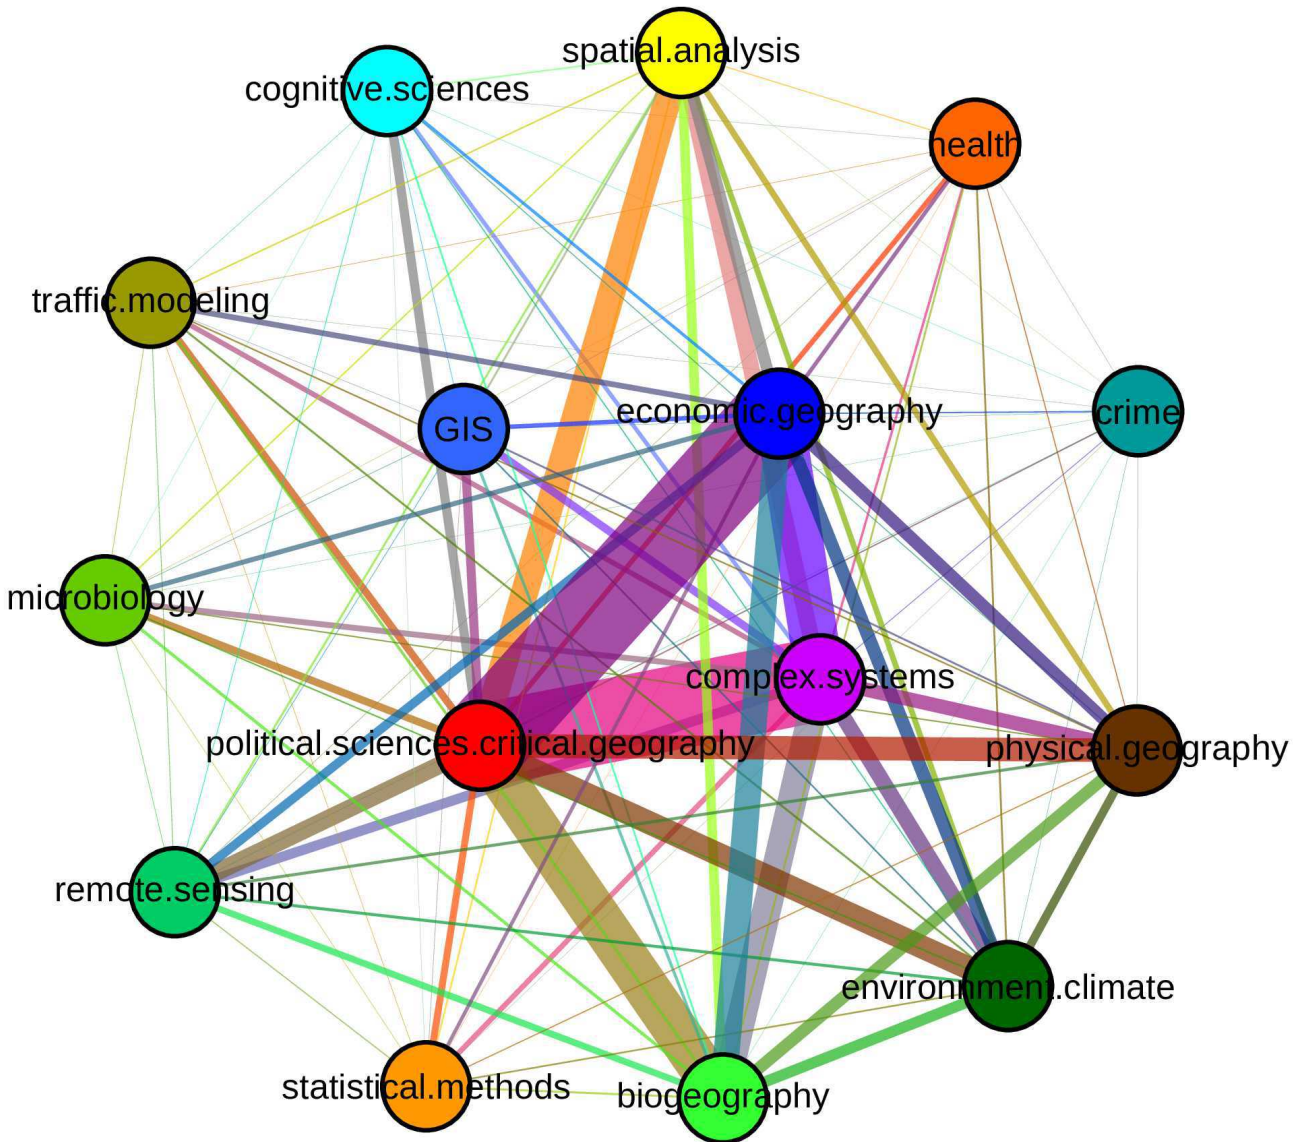 spatial.analysis
cognitive.sciences
health
traffic.modeling
economic.geography
crime
GIS
microbiology
complex.systems
political.sciences.critical.geography
physical.geography
remote.sensing
environnment.climate
statistical.methods
biogeography